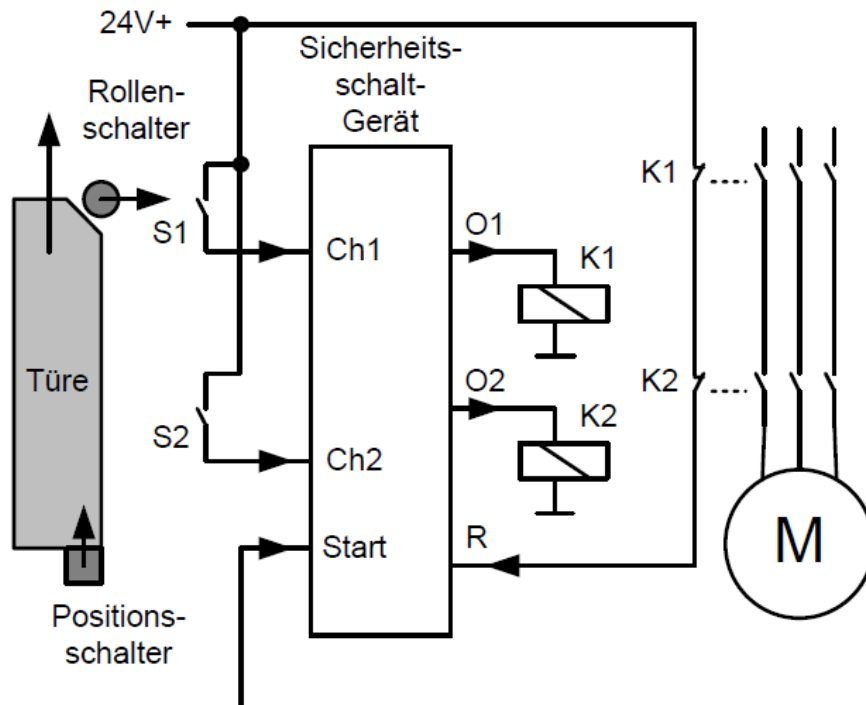 24V+
Sicherheits-
schalt-
Gerät
Rollen-
schalter
K1
S1
Ch1
O1
K1
Türe
O2
K2
S2
K2
Ch2
Start
R
M
Positions-
schalter